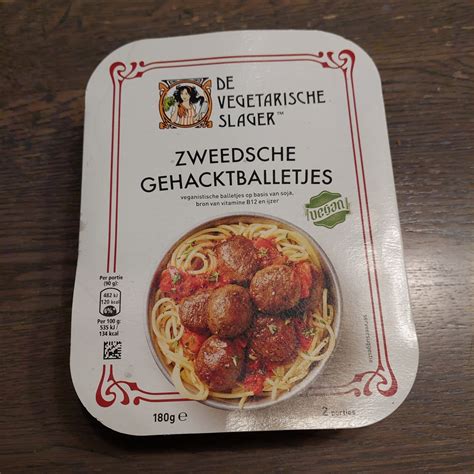 DE
VEGETARISCHE
SLAGER™
ZWEEDSCHE
GEHACKTBALLETJES
veganistische balletjes op basis van soja,
bron van vitamine B12 en ijzer
vegan
Per portie
(90 g):
482 kJ
120 kcal
Per 100 g:
535 kJ /
134 kcal
180g e
2 porties